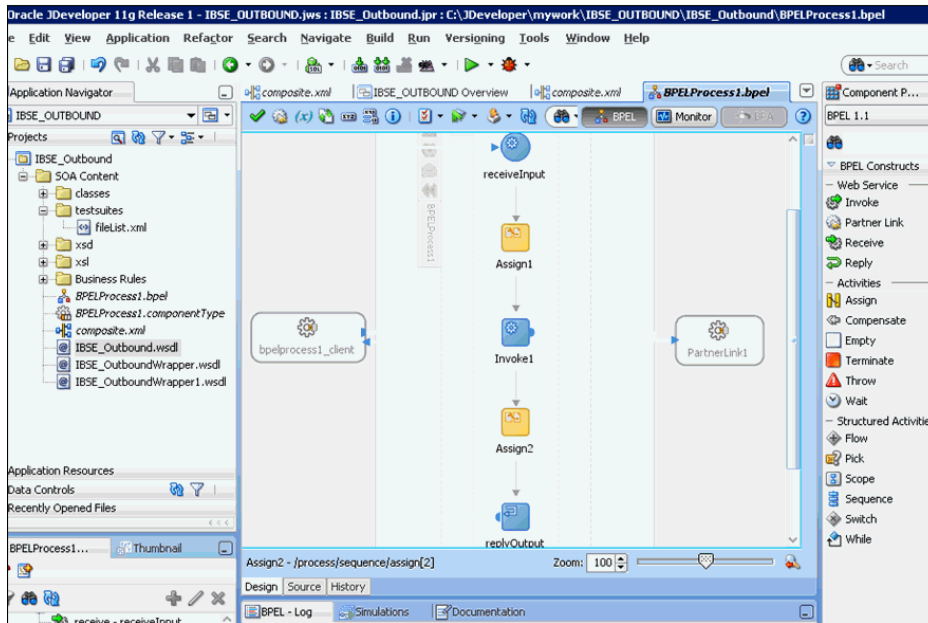 Oracle JDeveloper 11g Release 1 - IBSE_OUTBOUND.jws : IBSE_Outbound.jpr : C:\JDeveloper\mywork\IBSE_OUTBOUND\IBSE_Outbound\BPELProcess1.bpel
e Edit View Application Refactor Search Navigate Build Run Versioning Tools Window Help
Search
Application Navigator
composite.xml
IBSE_OUTBOUND Overview
composite.xml
BPELProcess1.bpel
Component P...
IBSE_OUTBOUND
BPEL
Monitor
BPA
BPEL 1.1
Projects
IBSE_Outbound
SOA Content
classes
testsuites
fileList.xml
xsd
xsl
Business Rules
BPELProcess1.bpel
BPELProcess1.componentType
composite.xml
IBSE_Outbound.wsdl
IBSE_OutboundWrapper.wsdl
IBSE_OutboundWrapper1.wsdl
Application Resources
Data Controls
Recently Opened Files
BPELProcess1...
Thumbnail
receive - receiveInput
BPELProcess1
receiveInput
Assign1
bpelprocess1_client
Invoke1
PartnerLink1
Assign2
replyOutput
Assign2 - /process/sequence/assign[2]
Zoom: 100
Design Source History
BPEL - Log
Simulations
Documentation
BPEL Constructs
Web Service
Invoke
Partner Link
Receive
Reply
Activities
Assign
Compensate
Empty
Terminate
Throw
Wait
Structured Activitie
Flow
Pick
Scope
Sequence
Switch
While